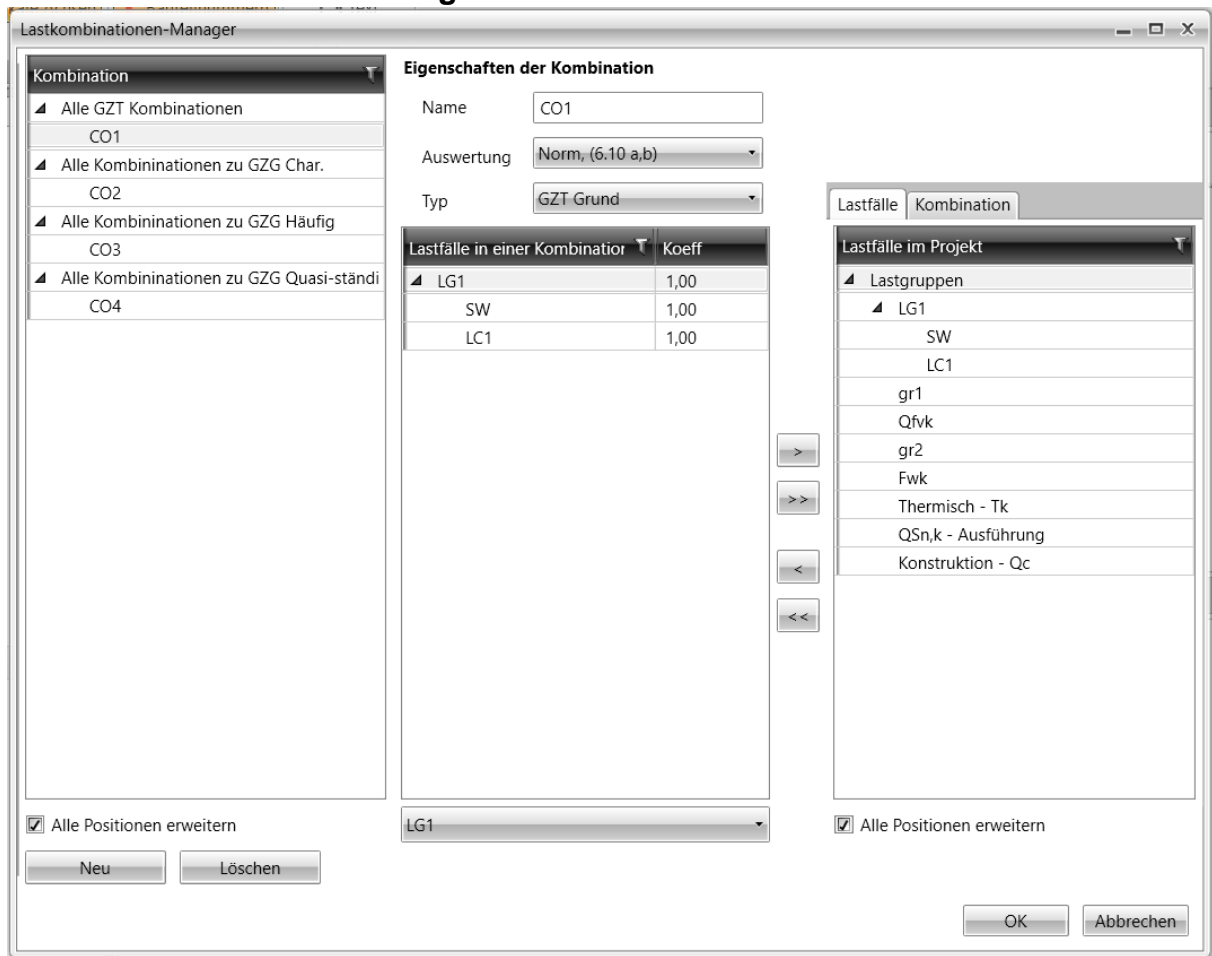 Lastkombinationen-Manager
Kombination
Alle GZT Kombinationen
CO1
Alle Kombininationen zu GZG Char.
CO2
Alle Kombininationen zu GZG Häufig
CO3
Alle Kombininationen zu GZG Quasi-ständi
CO4
Alle Positionen erweitern
Neu
Löschen
Eigenschaften der Kombination
Name
CO1
Auswertung
Norm, (6.10 a,b)
Typ
GZT Grund
Lastfälle in einer Kombination
Koeff
LG1 1,00
SW 1,00
LC1 1,00
LG1
>
>>
<
<<
Lastfälle
Kombination
Lastfälle im Projekt
Lastgruppen
LG1
SW
LC1
gr1
Qfvk
gr2
Fwk
Thermisch - Tk
QSn,k - Ausführung
Konstruktion - Qc
Alle Positionen erweitern
OK
Abbrechen